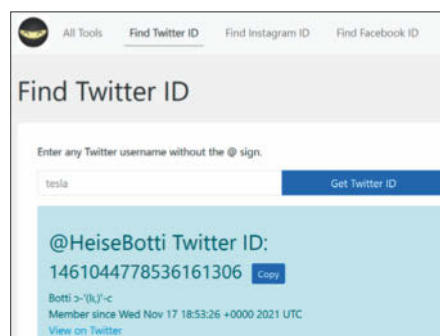 All Tools Find Twitter ID Find Instagram ID Find Facebook ID
Find Twitter ID
Enter any Twitter username without the @ sign.
tesla Get Twitter ID
@HeiseBotti Twitter ID:
1461044778536161306 Copy
Botti :-'(lı,)'-c
Member since Wed Nov 17 18:53:26 +0000 2021 UTC
View on Twitter